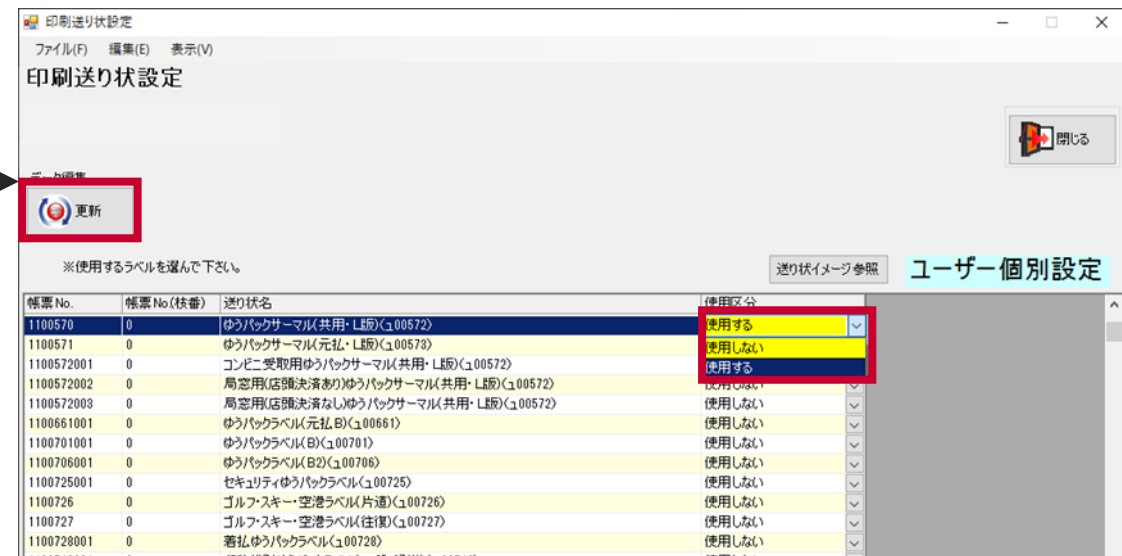 印刷送り状設定
ファイル(F) 編集(E) 表示(V)
印刷送り状設定
閉じる
データ編集
更新
※使用するラベルを選んで下さい。
送り状イメージ参照
ユーザー個別設定
帳票No. 帳票No.(枝番) 送り状名 使用区分
1100570 0 ゆうパックサーマル(共用・L版)(ュ00572) 使用する
1100571 0 ゆうパックサーマル(元払・L版)(ュ00573) 使用しない
1100572001 0 コンビニ受取用ゆうパックサーマル(共用・L版)(ュ00572) 使用する
1100572002 0 局窓用(店頭決済あり)ゆうパックサーマル(共用・L版)(ュ00572) 使用しない
1100572003 0 局窓用(店頭決済なし)ゆうパックサーマル(共用・L版)(ュ00572) 使用しない
1100661001 0 ゆうパックラベル(元払B)(ュ00661) 使用しない
1100701001 0 ゆうパックラベル(B)(ュ00701) 使用しない
1100706001 0 ゆうパックラベル(B2)(ュ00706) 使用しない
1100725001 0 セキュリティゆうパックラベル(ュ00725) 使用しない
1100726 0 ゴルフ・スキー・空港ラベル(片道)(ュ00726) 使用しない
1100727 0 ゴルフ・スキー・空港ラベル(往復)(ュ00727) 使用しない
1100728001 0 着払ゆうパックラベル(ュ00728) 使用しない